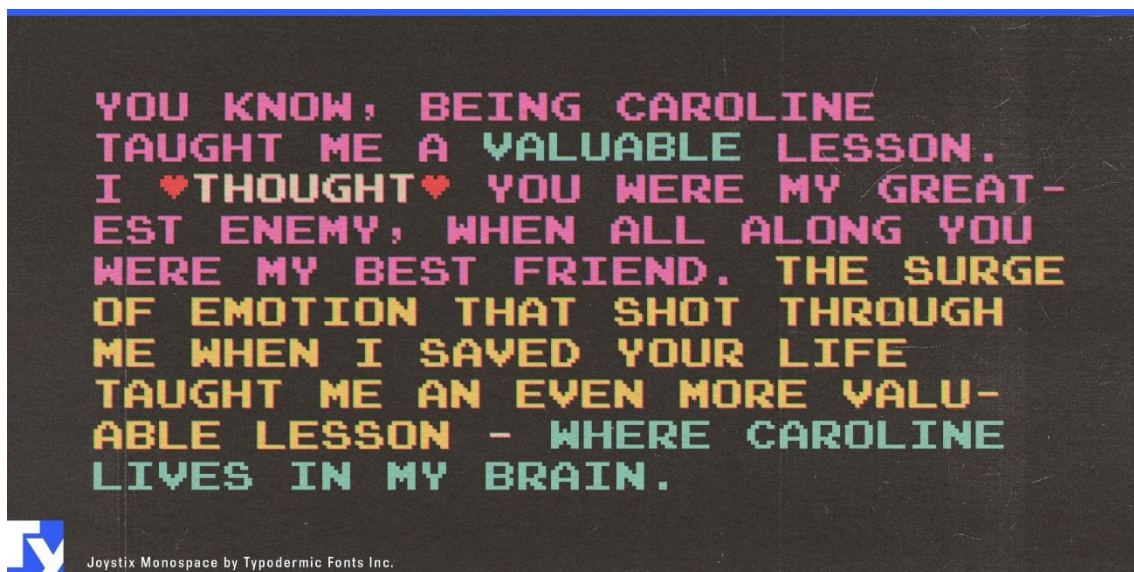 YOU KNOW, BEING CAROLINE
TAUGHT ME A VALUABLE LESSON.
I ♥THOUGHT♥ YOU WERE MY GREAT-
EST ENEMY, WHEN ALL ALONG YOU
WERE MY BEST FRIEND. THE SURGE
OF EMOTION THAT SHOT THROUGH
ME WHEN I SAVED YOUR LIFE
TAUGHT ME AN EVEN MORE VALU-
ABLE LESSON - WHERE CAROLINE
LIVES IN MY BRAIN.
Ty
Joystix Monospace by Typodermic Fonts Inc.